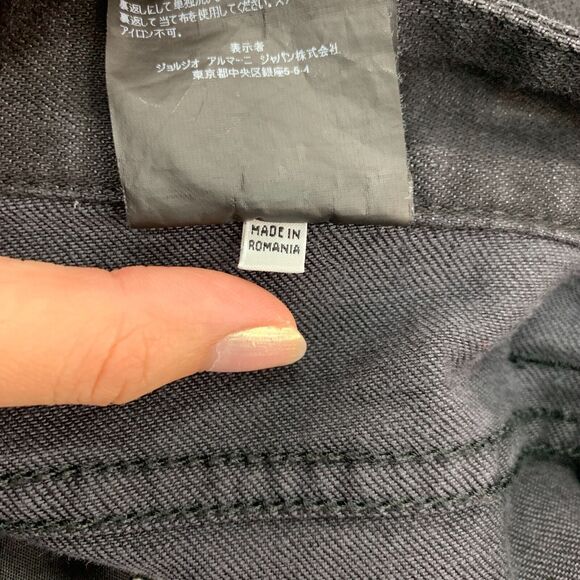 裏返して当て布を使用してください。
アイロン不可。
表示者
ジョルジオ アルマーニ ジャパン株式会社
東京都中央区銀座5-5-4
MADE IN
ROMANIA